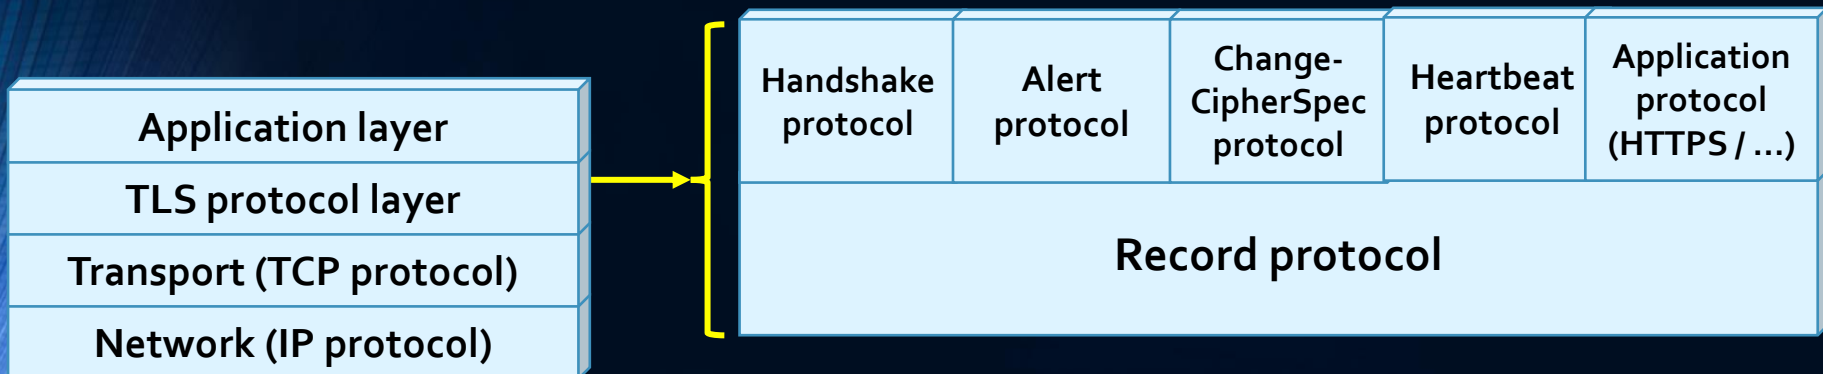 Application layer
TLS protocol layer
Transport (TCP protocol)
Network (IP protocol)
Handshake
protocol
Alert
protocol
Change-
CipherSpec
protocol
Heartbeat
protocol
Application
protocol
(HTTPS / ...)
Record protocol